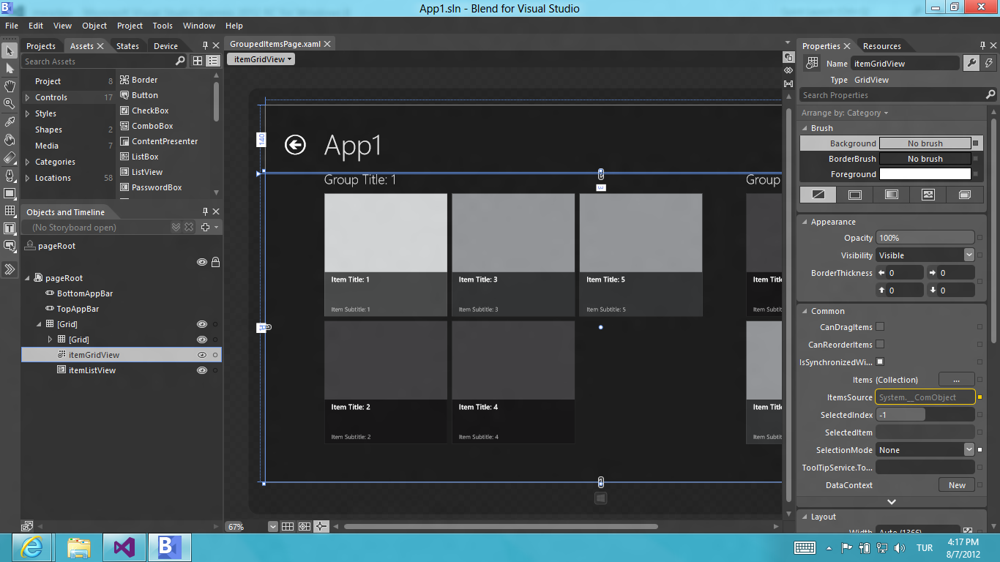 App1.sln - Blend for Visual Studio
File Edit View Object Project Tools Window Help
Projects Assets States Device
Search Assets
Project 8
Controls 17
Styles
Shapes 2
Media 7
Categories
Locations 58
Border
Button
CheckBox
ComboBox
ContentPresenter
ListBox
ListView
PasswordBox
Objects and Timeline
(No Storyboard open)
pageRoot
pageRoot
BottomAppBar
TopAppBar
[Grid]
[Grid]
itemGridView
itemListView
GroupedItemsPage.xaml
itemGridView
140
App1
Group Title: 1
Group
3
Item Title: 1
Item Subtitle: 1
Item Title: 3
Item Subtitle: 3
Item Title: 5
Item Subtitle: 5
Item Title: 2
Item Subtitle: 2
Item Title: 4
Item Subtitle: 4
67%
Properties Resources
Name itemGridView
Type GridView
Search Properties
Arrange by: Category
Brush
Background No brush
BorderBrush No brush
Foreground
Appearance
Opacity 100%
Visibility Visible
BorderThickness 0 0
0 0
Common
CanDragItems
CanReorderItems
IsSynchronizedWi...
Items (Collection) ...
ItemsSource System.__ComObject
SelectedIndex -1
SelectedItem
SelectionMode None
ToolTipService.To...
DataContext New
Layout
Width Auto (1366)
TUR
4:17 PM
8/7/2012